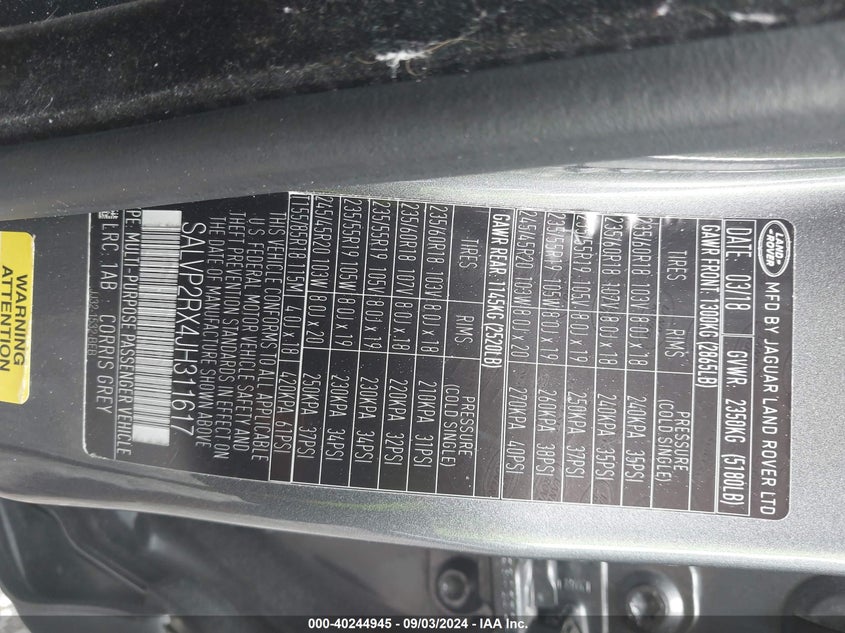 LAND ROVER
MFD BY JAGUAR LAND ROVER LTD
DATE: 03/18 GVWR 2350KG (5180LB)
GAWR FRONT 1300KG (2865LB)
TIRES RIMS PRESSURE (COLD SINGLE)
235/60R18 103V 8.0J x 18 240KPA 35PSI
235/60R18 107V 8.0J x 18 240KPA 35PSI
235/55R19 105V 8.0J x 19 250KPA 37PSI
235/55R19 105W 8.0J x 19 260KPA 38PSI
245/45R20 103W 8.0J x 20 270KPA 40PSI
GAWR REAR 1145KG (2520LB)
TIRES RIMS PRESSURE (COLD SINGLE)
235/60R18 103V 8.0J x 18 210KPA 31PSI
235/60R18 107V 8.0J x 18 220KPA 32PSI
235/55R19 105V 8.0J x 19 230KPA 34PSI
235/55R19 105W 8.0J x 19 230KPA 34PSI
245/45R20 103W 8.0J x 20 250KPA 37PSI
T155/85R18 115M 4.0J x 18 420KPA 61PSI
THIS VEHICLE CONFORMS TO ALL APPLICABLE
U.S. FEDERAL MOTOR VEHICLE SAFETY AND
THEFT PREVENTION STANDARDS IN EFFECT ON
THE DATE OF MANUFACTURE SHOWN ABOVE
SALVP2RX4JH311617
TYPE: MULTI-PURPOSE PASSENGER VEHICLE
LRC. 1AB CORRIS GREY
WARNING
ATTENTION
000-40244945 - 09/03/2024 - IAA Inc.